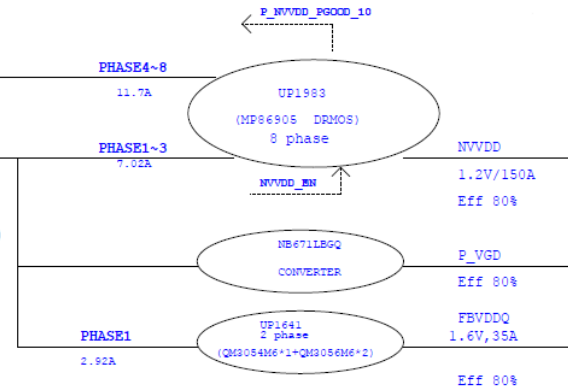 P_NVVDD_PGOOD_10
PHASE4~8
11.7A
UP1983
(MP86905 DRMOS)
8 phase
PHASE1~3
7.02A
NVVDD
1.2V/150A
Eff 80%
NVVDD_EN
NB671LBGQ
CONVERTER
P_VGD
Eff 80%
PHASE1
2.92A
UP1641
2 phase
(QM3054M6*1+QM3056M6*2)
FBVDDQ
1.6V,35A
Eff 80%